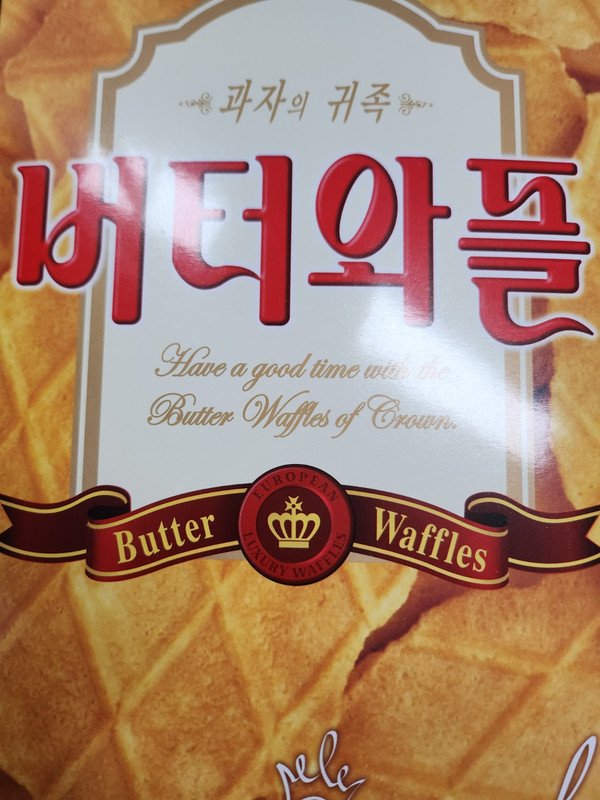 과자의 귀족
버터와플
Have a good time with the
Butter Waffles of Crown.
EUROPEAN
Butter
Waffles
LUXURY WAFFLES